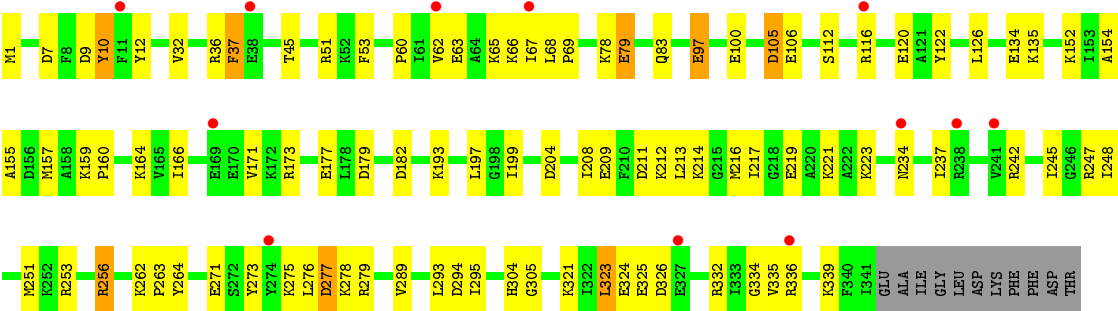 M1 D7 F8 D9 Y10 F11 Y12 V32 R36 F37 E38 T45 R51 K52 F53 P60 I61 V62 E63 A64 K65 K66 I67 L68 P69 K78 E79 Q83 E97 E100 D105 E106 S112 R116 E120 A121 Y122 L126 E134 K135 K152 I153 A154
A155 D156 M157 A158 K159 P160 K164 V165 I166 E169 E170 V171 K172 R173 E177 L178 D179 D182 K193 L197 G198 I199 D204 I208 E209 F210 D211 K212 L213 K214 G215 M216 I217 G218 E219 A220 K221 A222 K223 N234 I237 R238 V241 R242 I245 G246 R247 I248
M251 K252 R253 R256 K262 P263 Y264 E271 S272 Y273 Y274 K275 L276 D277 K278 R279 V289 L293 D294 I295 H304 G305 K321 I322 L323 E324 E325 D326 E327 R332 I333 G334 V335 R336 K339 F340 I341 GLU ALA ILE GLY LEU ASP LYS PHE PHE ASP THR